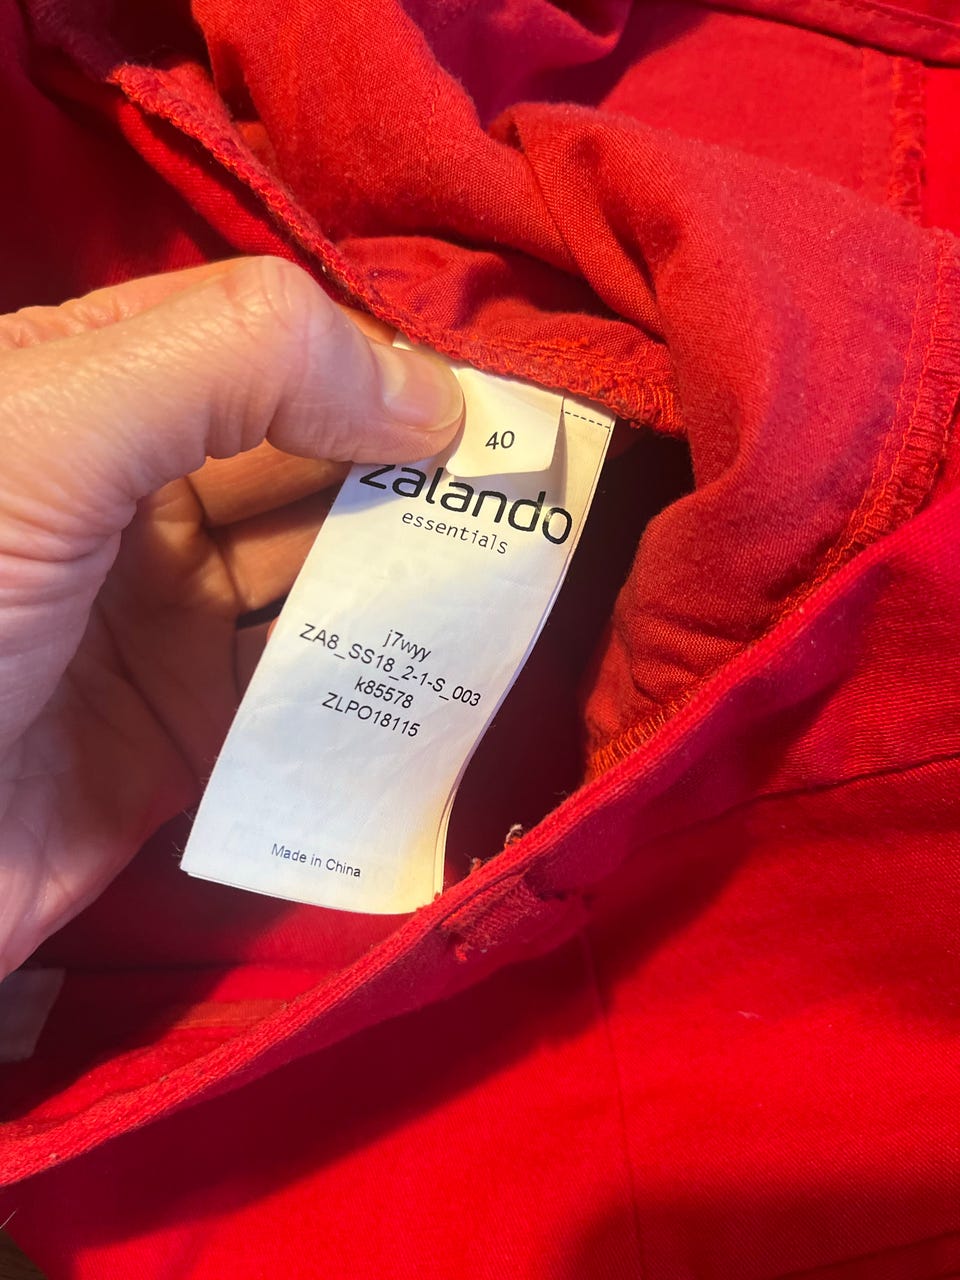 40
zalando
essentials
j7wyy
ZA8_SS18_2-1-S_003
k85578
ZLPO18115
Made in China